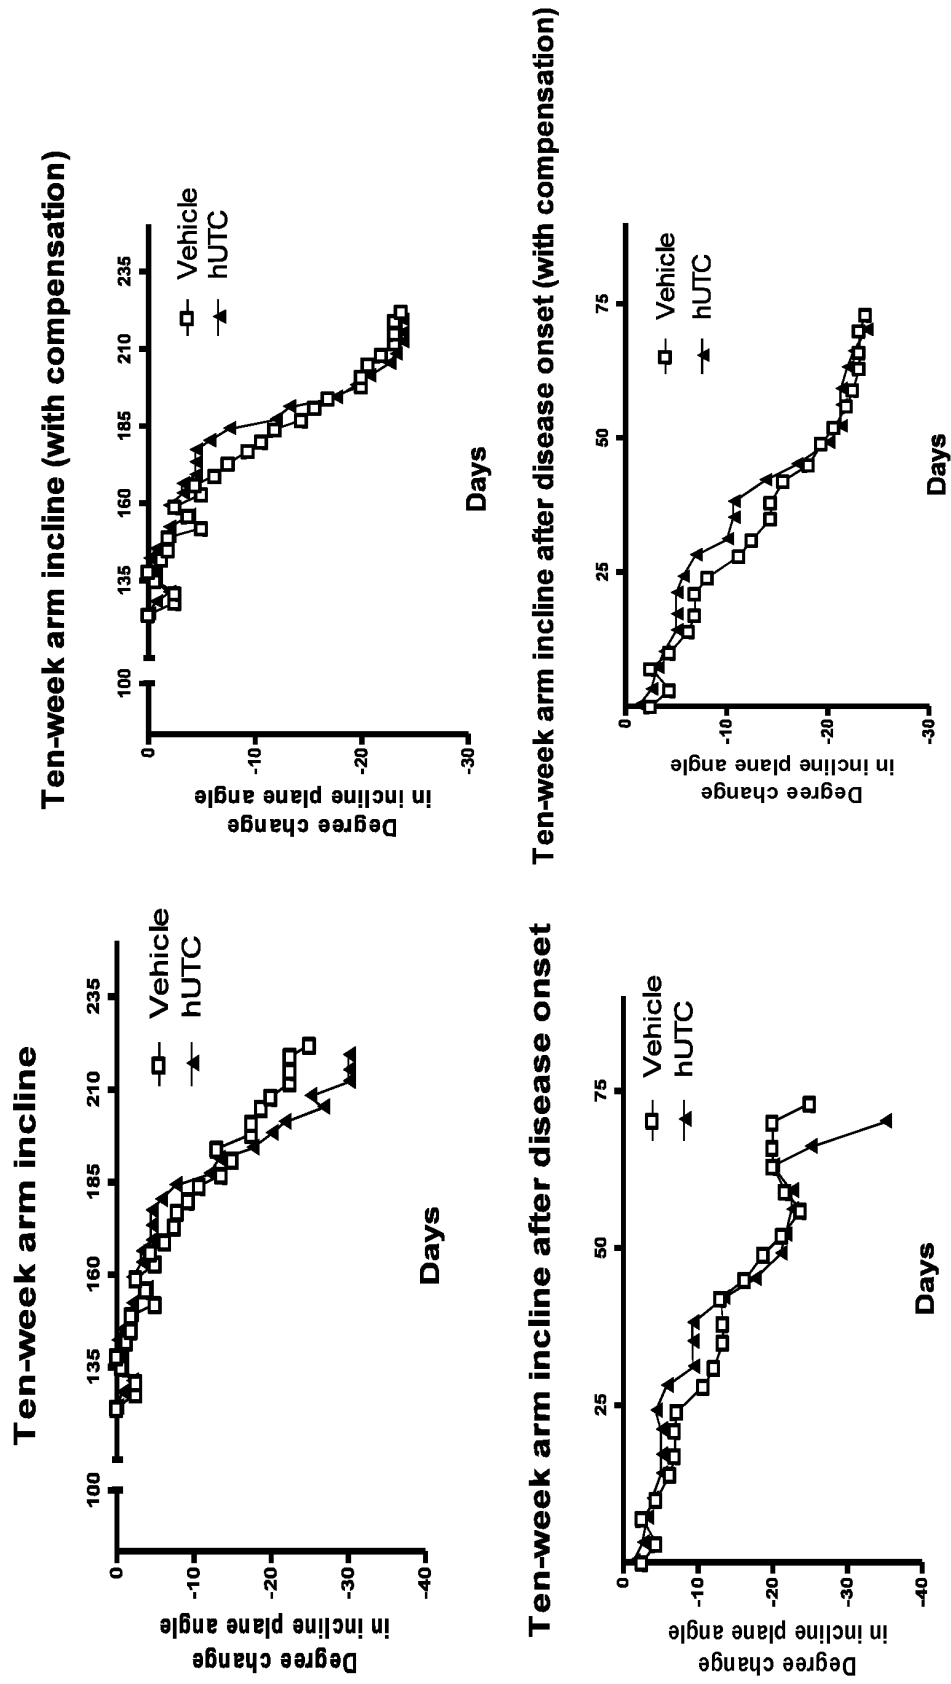 Ten-week arm incline
100
135
160
185
210
235
0
-10
-20
-30
-40
Degree change
in incline plane angle
Vehicle
hUTC
Days
Ten-week arm incline (with compensation)
100
135
160
185
210
235
0
-10
-20
-30
Degree change
in incline plane angle
Vehicle
hUTC
Days
Ten-week arm incline after disease onset
25
50
75
0
-10
-20
-30
-40
Degree change
in incline plane angle
Vehicle
hUTC
Days
Ten-week arm incline after disease onset (with compensation)
25
50
75
0
-10
-20
-30
Degree change
in incline plane angle
Vehicle
hUTC
Days